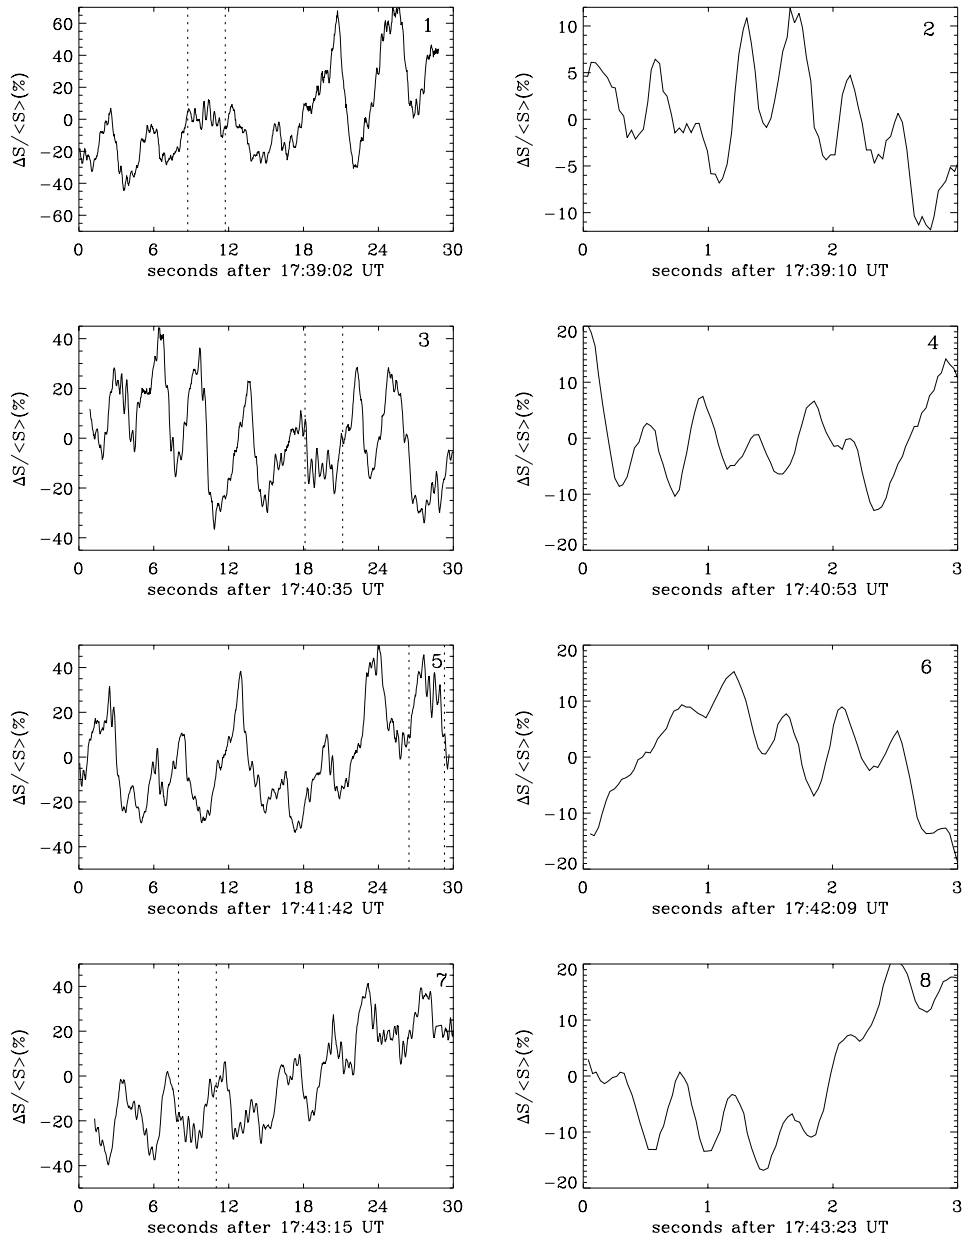 1
ΔS/<S>(%)
60
40
20
0
−20
−40
−60
0 6 12 18 24 30
seconds after 17:39:02 UT
2
ΔS/<S>(%)
10
5
0
−5
−10
0 1 2 3
seconds after 17:39:10 UT
3
ΔS/<S>(%)
40
20
0
−20
−40
0 6 12 18 24 30
seconds after 17:40:35 UT
4
ΔS/<S>(%)
20
10
0
−10
−20
0 1 2 3
seconds after 17:40:53 UT
5
ΔS/<S>(%)
40
20
0
−20
−40
0 6 12 18 24 30
seconds after 17:41:42 UT
6
ΔS/<S>(%)
20
10
0
−10
−20
0 1 2 3
seconds after 17:42:09 UT
7
ΔS/<S>(%)
40
20
0
−20
−40
0 6 12 18 24 30
seconds after 17:43:15 UT
8
ΔS/<S>(%)
20
10
0
−10
−20
0 1 2 3
seconds after 17:43:23 UT